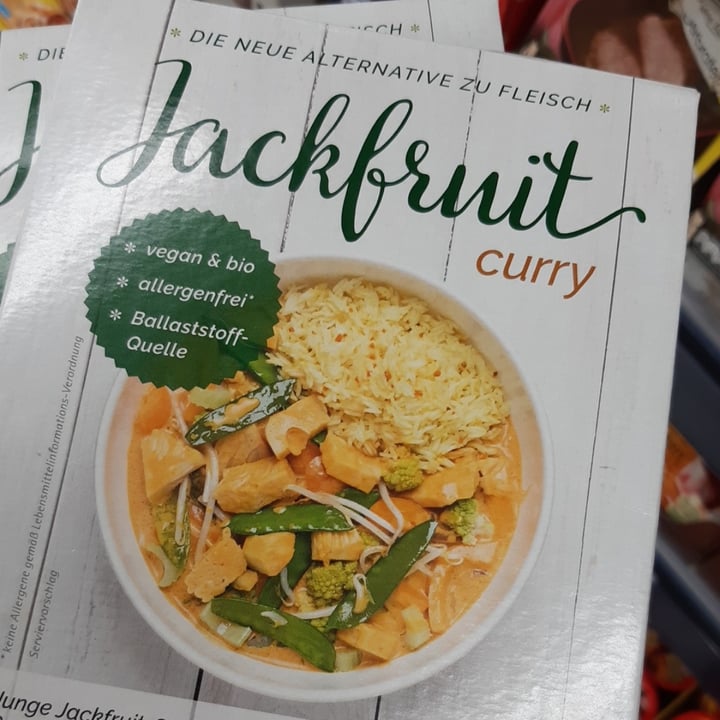 * DIE NEUE ALTERNATIVE ZU FLEISCH *
Jackfruit
curry
* vegan & bio
* allergenfrei*
* Ballaststoff-
Quelle
*keine Allergene gemäß Lebensmittelinformations-Verordnung
Serviervorschlag
Junge Jackfruit
DIE